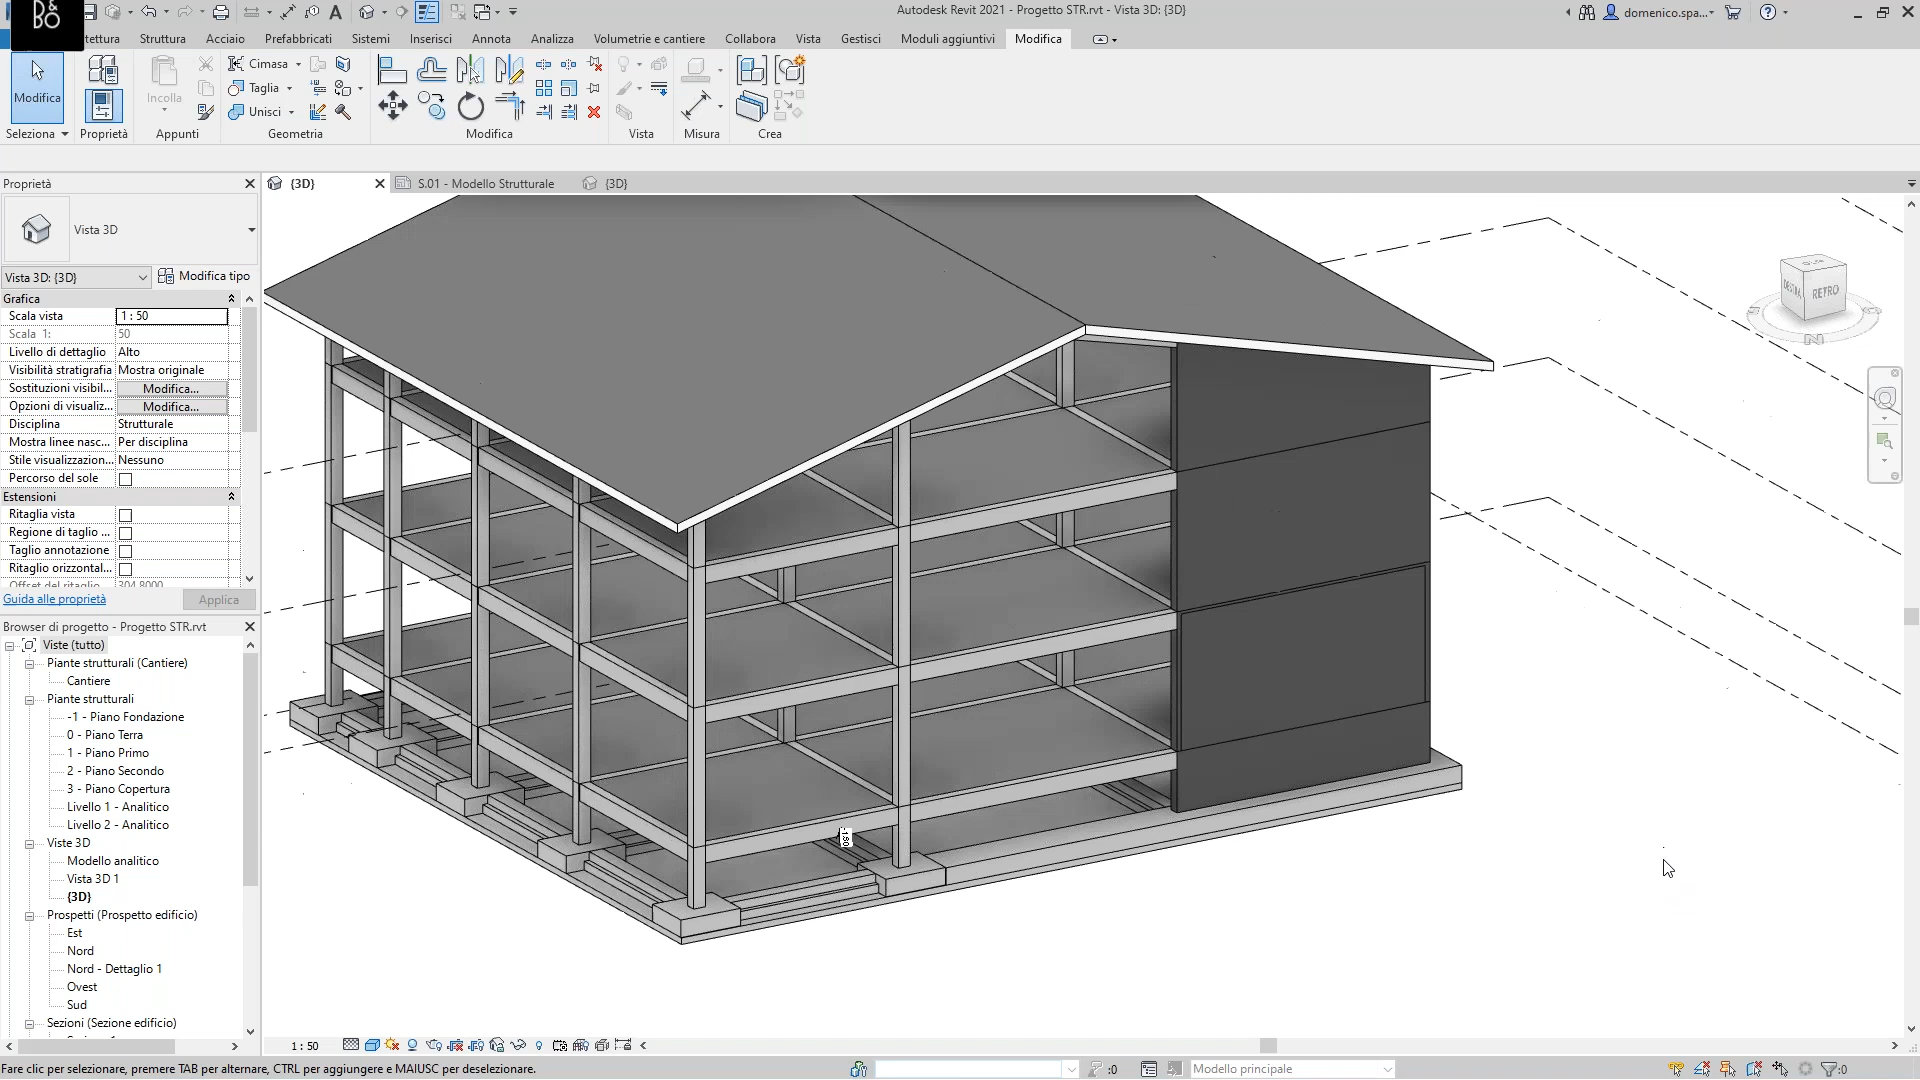 B&
BO
Autodesk Revit 2021 - Progetto STR.rvt - Vista 3D: {3D}
domenico.spa...
tettura
Struttura
Acciaio
Prefabbricati
Sistemi
Inserisci
Annota
Analizza
Volumetrie e cantiere
Collabora
Vista
Gestisci
Moduli aggiuntivi
Modifica
Modifica
Incolla
Cimasa
Taglia
Unisci
Seleziona
Proprietà
Appunti
Geometria
Modifica
Vista
Misura
Crea
Proprietà
{3D}
S.01 - Modello Strutturale
{3D}
Vista 3D
Vista 3D: {3D}
Modifica tipo
Grafica
Scala vista 1 : 50
Scala 1: 50
Livello di dettaglio Alto
Visibilità stratigrafia Mostra originale
Sostituzioni visibil... Modifica...
Opzioni di visualiz... Modifica...
Disciplina Strutturale
Mostra linee nasc... Per disciplina
Stile visualizzazion... Nessuno
Percorso del sole
Estensioni
Ritaglia vista
Regione di taglio ...
Taglio annotazione
Ritaglio orizzontal...
Offset del ritaglio 304.8000
Guida alle proprietà
Applica
Browser di progetto - Progetto STR.rvt
Viste (tutto)
Piante strutturali (Cantiere)
Cantiere
Piante strutturali
-1 - Piano Fondazione
0 - Piano Terra
1 - Piano Primo
2 - Piano Secondo
3 - Piano Copertura
Livello 1 - Analitico
Livello 2 - Analitico
Viste 3D
Modello analitico
Vista 3D 1
{3D}
Prospetti (Prospetto edificio)
Est
Nord
Nord - Dettaglio 1
Ovest
Sud
Sezioni (Sezione edificio)
DESTRA
RETRO
N
1 : 50
Fare clic per selezionare, premere TAB per alternare, CTRL per aggiungere e MAIUSC per deselezionare.
:0
Modello principale
:0